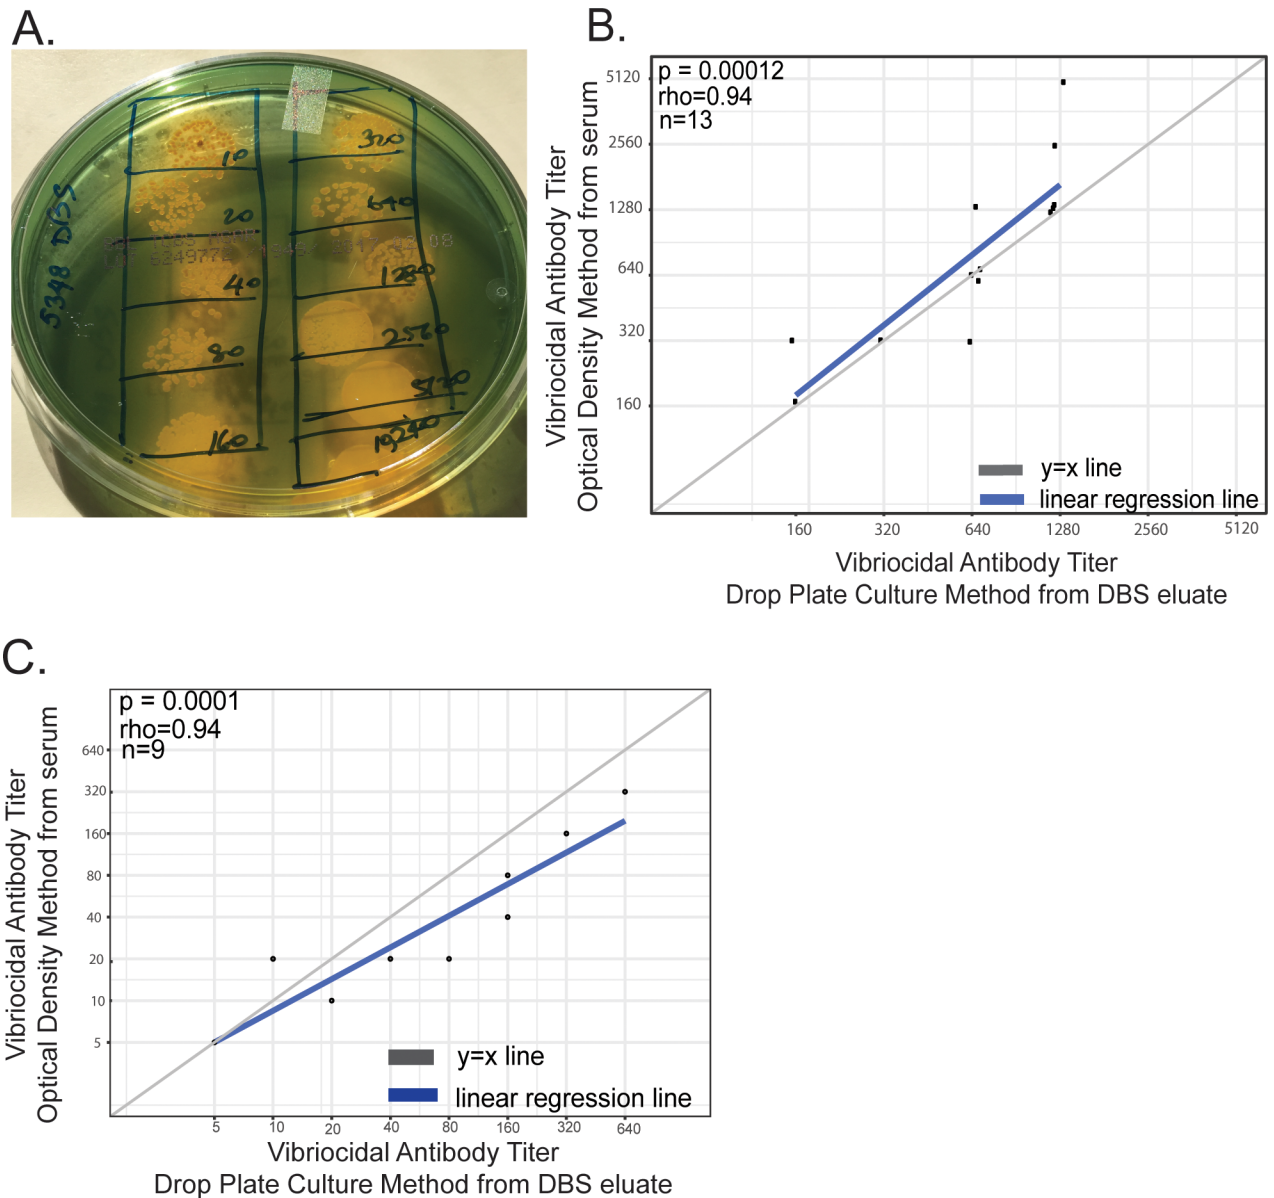 A.
5348 DBS
10
20
40
80
160
320
640
1280
2560
5120
B.
p = 0.00012
rho=0.94
n=13
Vibriocidal Antibody Titer
Optical Density Method from serum
5120
2560
1280
640
320
160
y=x line
linear regression line
160 320 640 1280 2560 5120
Vibriocidal Antibody Titer
Drop Plate Culture Method from DBS eluate
C.
p = 0.0001
rho=0.94
n=9
Vibriocidal Antibody Titer
Optical Density Method from serum
640
320
160
80
40
20
10
5
y=x line
linear regression line
5 10 20 40 80 160 320 640
Vibriocidal Antibody Titer
Drop Plate Culture Method from DBS eluate